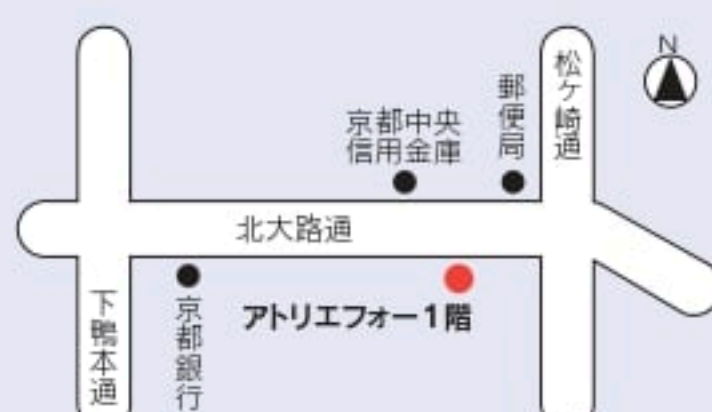 N
松ヶ崎通
郵便局
京都中央
信用金庫
北大路通
下鴨本通
京都銀行
アトリエフォー1階